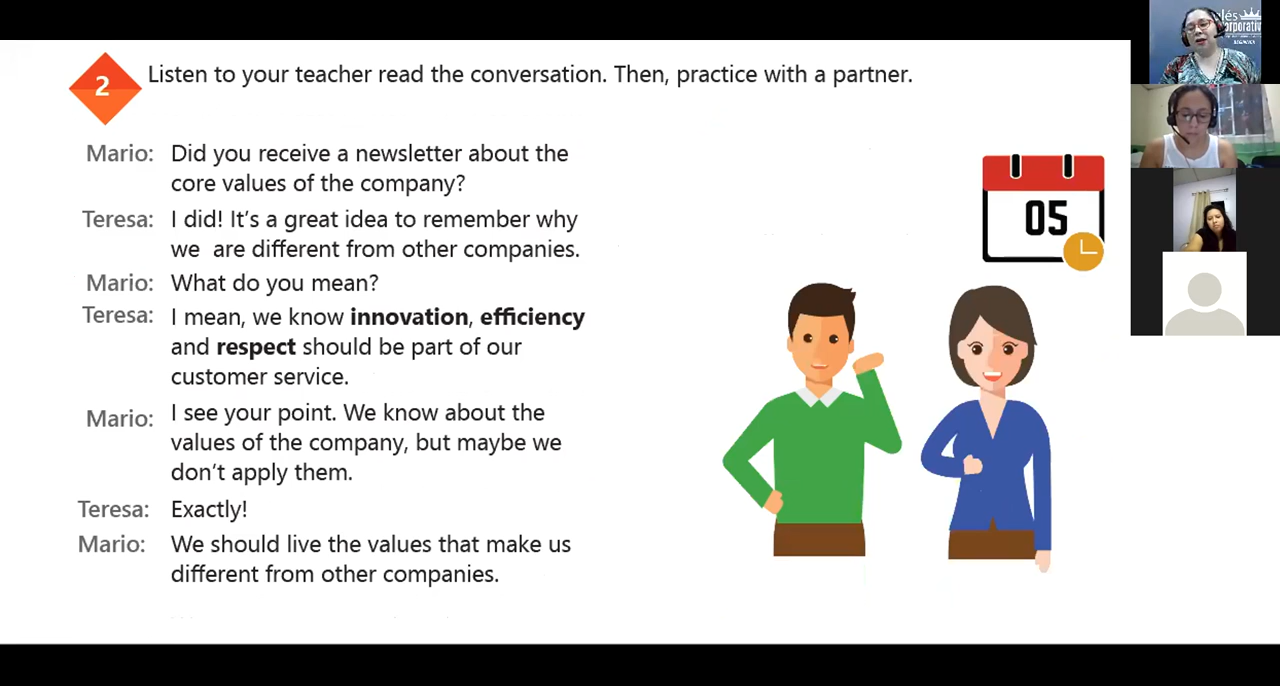 2
Listen to your teacher read the conversation. Then, practice with a partner.
Mario: Did you receive a newsletter about the
core values of the company?
Teresa: I did! It's a great idea to remember why
we are different from other companies.
Mario: What do you mean?
Teresa: I mean, we know innovation, efficiency
and respect should be part of our
customer service.
Mario: I see your point. We know about the
values of the company, but maybe we
don't apply them.
Teresa: Exactly!
Mario: We should live the values that make us
different from other companies.
05